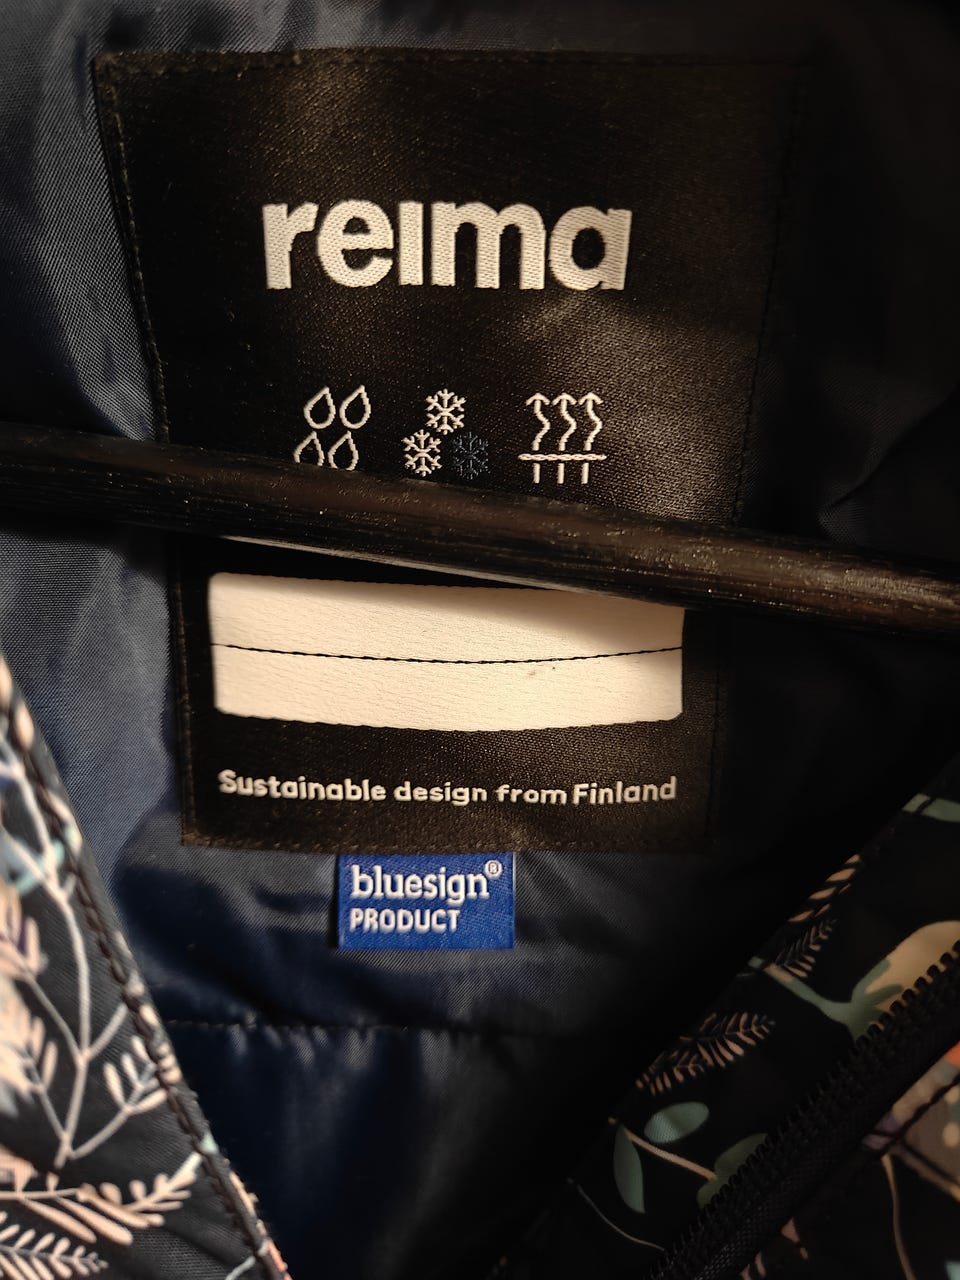 reima
Sustainable design from Finland
bluesign®
PRODUCT